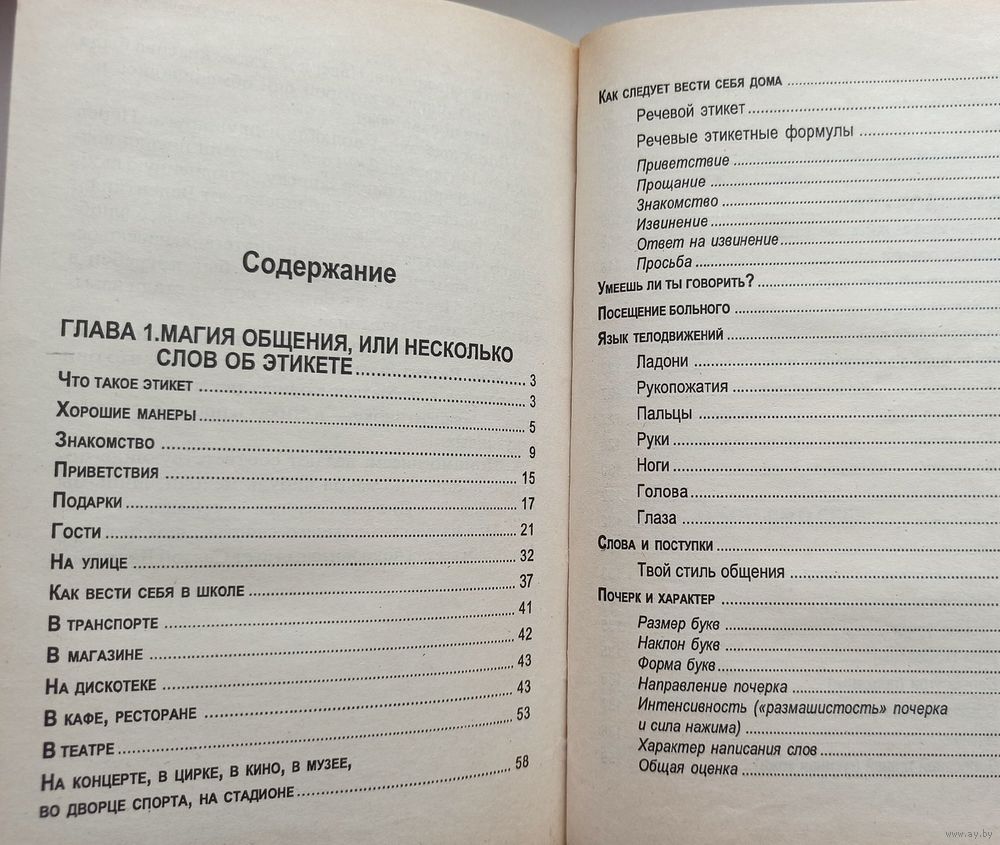 Содержание
ГЛАВА 1.МАГИЯ ОБЩЕНИЯ, ИЛИ НЕСКОЛЬКО
СЛОВ ОБ ЭТИКЕТЕ.................... 3
ЧТО ТАКОЕ ЭТИКЕТ .................... 3
ХОРОШИЕ МАНЕРЫ.................... 5
ЗНАКОМСТВО .................... 9
ПРИВЕТСТВИЯ .................... 15
ПОДАРКИ.................... 17
ГОСТИ.................... 21
НА УЛИЦЕ.................... 32
КАК ВЕСТИ СЕБЯ В ШКОЛЕ .................... 37
В ТРАНСПОРТЕ .................... 41
В МАГАЗИНЕ .................... 42
НА ДИСКОТЕКЕ .................... 43
В КАФЕ, РЕСТОРАНЕ .................... 43
В ТЕАТРЕ.................... 53
НА КОНЦЕРТЕ, В ЦИРКЕ, В КИНО, В МУЗЕЕ,
ВО ДВОРЦЕ СПОРТА, НА СТАДИОНЕ.................... 58
КАК СЛЕДУЕТ ВЕСТИ СЕБЯ ДОМА ....................
Речевой этикет ....................
Речевые этикетные формулы ....................
Приветствие ....................
Прощание ....................
Знакомство ....................
Извинение ....................
Ответ на извинение....................
Просьба ....................
УМЕЕШЬ ЛИ ТЫ ГОВОРИТЬ? ....................
ПОСЕЩЕНИЕ БОЛЬНОГО ....................
ЯЗЫК ТЕЛОДВИЖЕНИЙ ....................
Ладони ....................
Рукопожатия ....................
Пальцы ....................
Руки ....................
Ноги ....................
Голова....................
Глаза ....................
СЛОВА И ПОСТУПКИ ....................
Твой стиль общения ....................
ПОЧЕРК И ХАРАКТЕР ....................
Размер букв ....................
Наклон букв ....................
Форма букв....................
Направление почерка ....................
Интенсивность («размашистость» почерка
и сила нажима) ....................
Характер написания слов ....................
Общая оценка ....................
www.ay.by